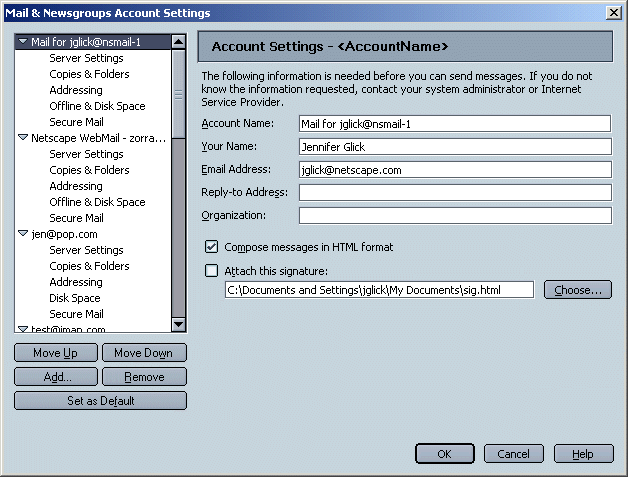 Mail & Newsgroups Account Settings
Mail for jglick@nsmail-1
Server Settings
Copies & Folders
Addressing
Offline & Disk Space
Secure Mail
Netscape WebMail - zorra...
Server Settings
Copies & Folders
Addressing
Offline & Disk Space
Secure Mail
jen@pop.com
Server Settings
Copies & Folders
Addressing
Disk Space
Secure Mail
test@imap.com
Move Up
Move Down
Add...
Remove
Set as Default
Account Settings - <AccountName>
The following information is needed before you can send messages. If you do not
know the information requested, contact your system administrator or Internet
Service Provider.
Account Name: Mail for jglick@nsmail-1
Your Name: Jennifer Glick
Email Address: jglick@netscape.com
Reply-to Address:
Organization:
Compose messages in HTML format
Attach this signature:
C:\Documents and Settings\jglick\My Documents\sig.html
Choose...
OK
Cancel
Help